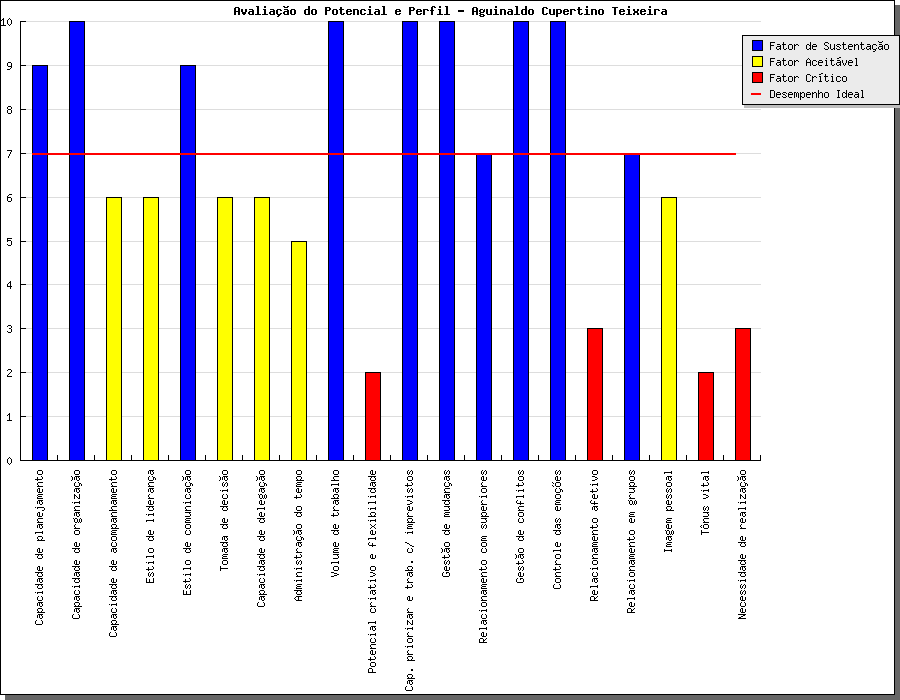 Avaliação do Potencial e Perfil - Aguinaldo Cupertino Teixeira
Fator de Sustentação
Fator Aceitável
Fator Crítico
Desempenho Ideal
10
9
8
7
6
5
4
3
2
1
0
Capacidade de planejamento
Capacidade de organização
Capacidade de acompanhamento
Estilo de liderança
Estilo de comunicação
Tomada de decisão
Capacidade de delegação
Administração do tempo
Volume de trabalho
Potencial criativo e flexibilidade
Cap. priorizar e trab. c/ imprevistos
Gestão de mudanças
Relacionamento com superiores
Gestão de conflitos
Controle das emoções
Relacionamento afetivo
Relacionamento em grupos
Imagem pessoal
Tônus vital
Necessidade de realização